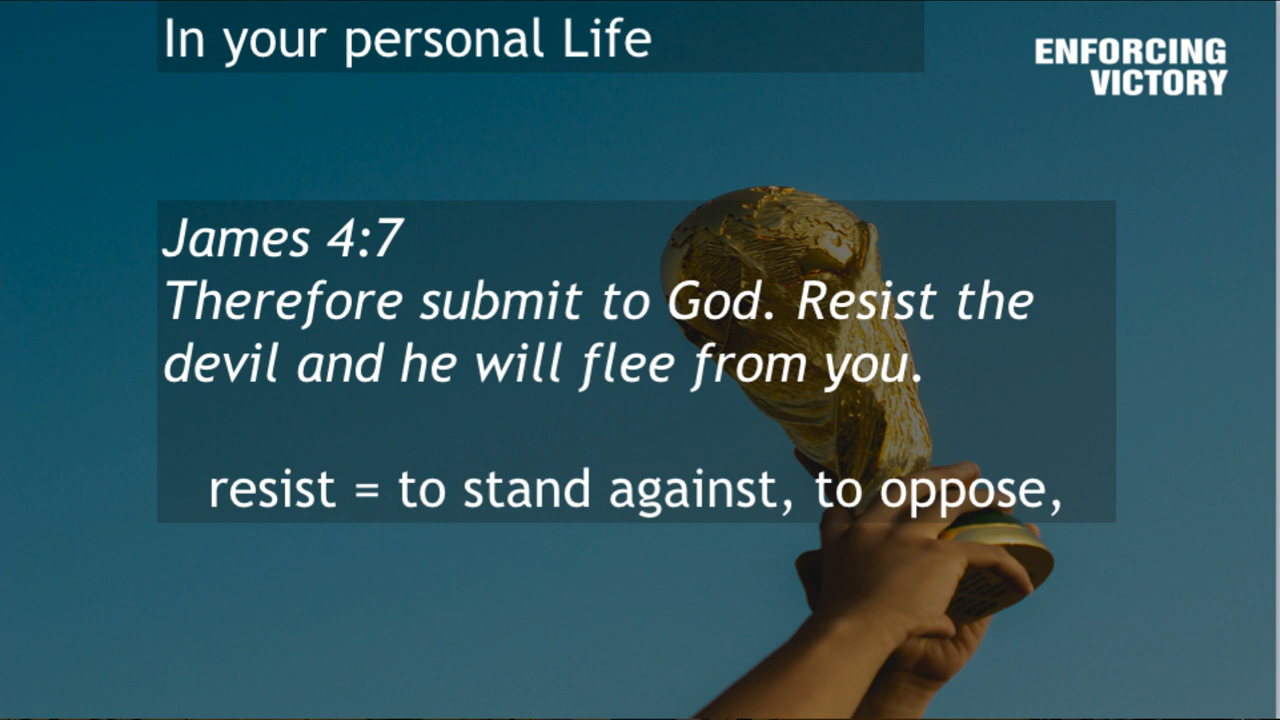 In your personal Life
ENFORCING
VICTORY
James 4:7
Therefore submit to God. Resist the
devil and he will flee from you.
resist = to stand against, to oppose,